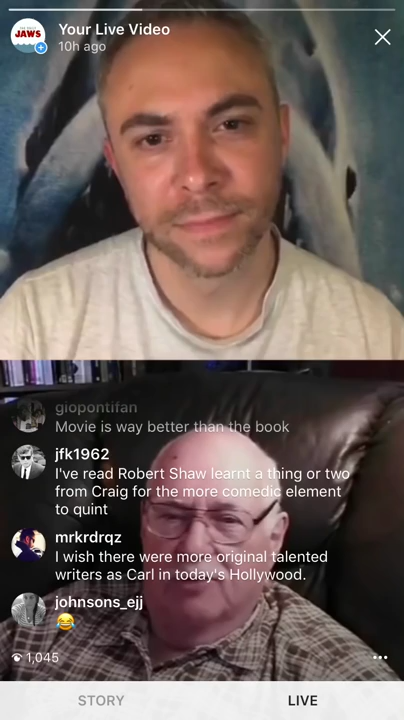 THE DAILY
JAWS
Your Live Video
10h ago
giopontifan
Movie is way better than the book
jfk1962
I've read Robert Shaw learnt a thing or two
from Craig for the more comedic element
to quint
mrkrdrqz
I wish there were more original talented
writers as Carl in today's Hollywood.
johnsons_ejj
😂
1,045
STORY
LIVE